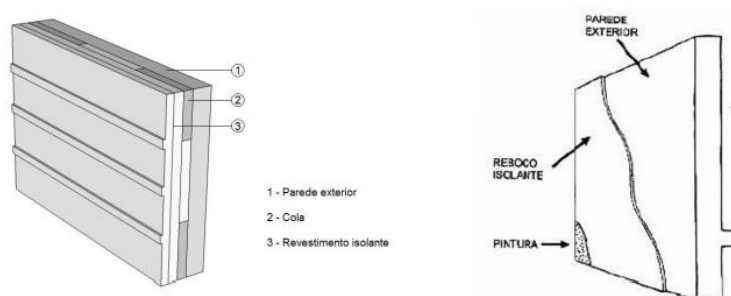 1
2
3
1 - Parede exterior
2 - Cola
3 - Revestimento isolante
PAREDE
EXTERIOR
REBOCO
ISOLANTE
PINTURA